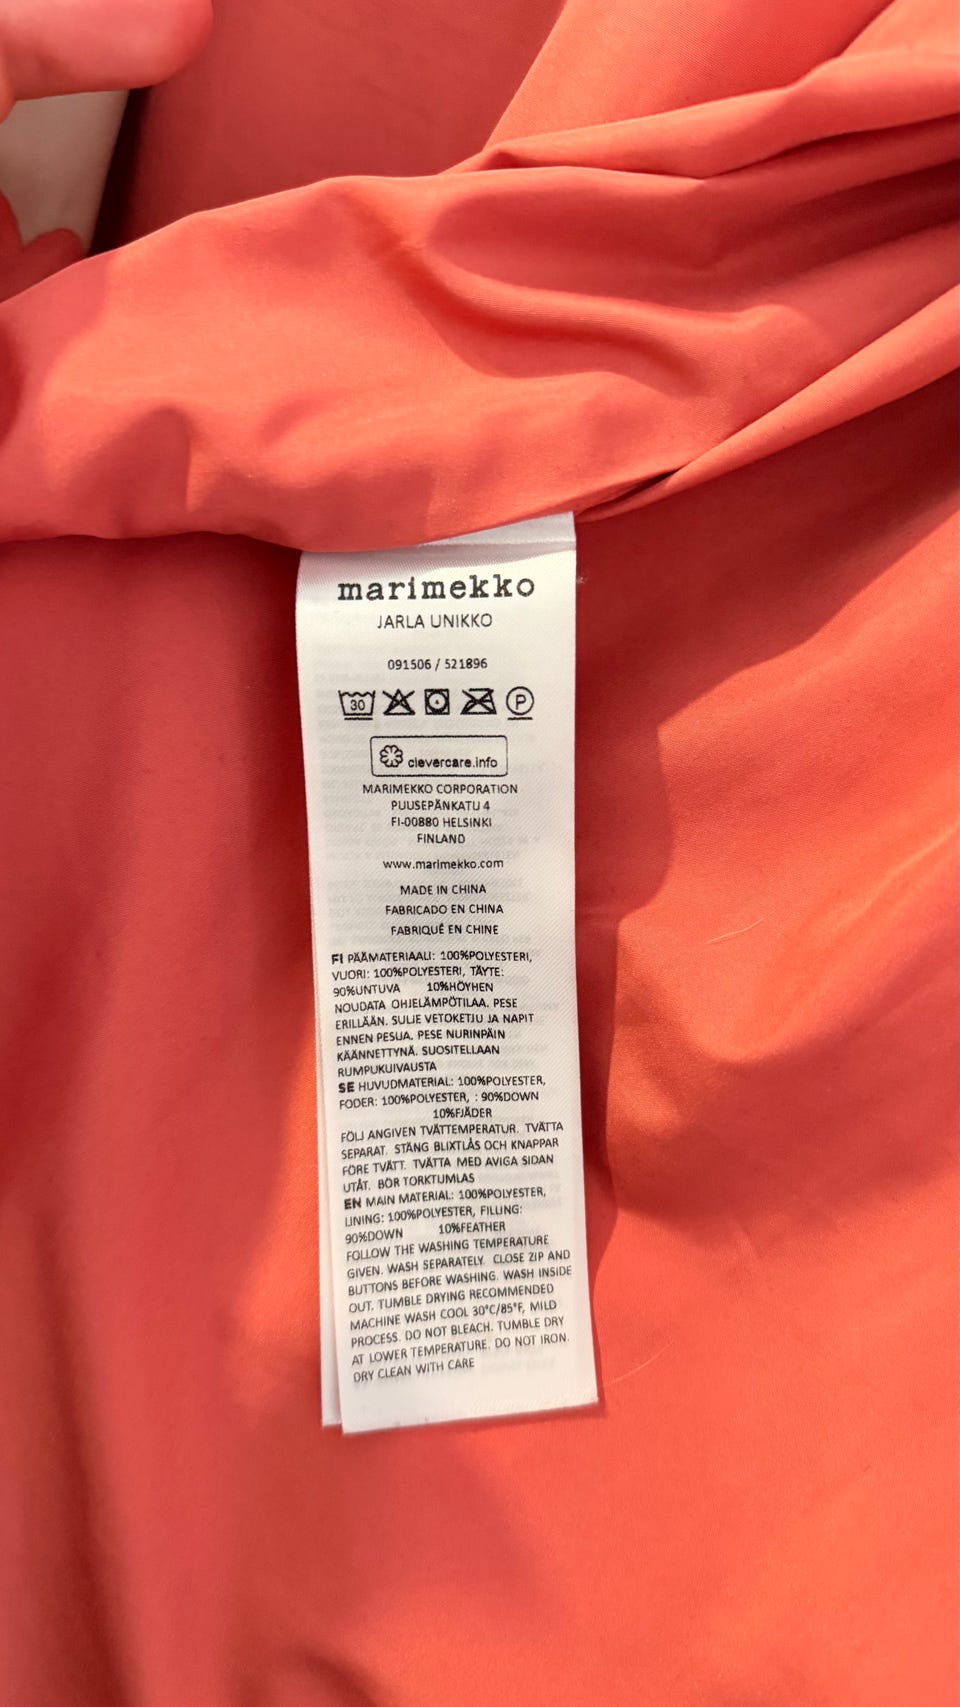 marimekko
JARLA UNIKKO
091506 / 521896
30 P
clevercare.info
MARIMEKKO CORPORATION
PUUSEPÄNKATU 4
FI-00880 HELSINKI
FINLAND
www.marimekko.com
MADE IN CHINA
FABRICADO EN CHINA
FABRIQUÉ EN CHINE
FI PÄÄMATERIAALI: 100%POLYESTERI,
VUORI: 100%POLYESTERI, TÄYTE:
90%UNTUVA 10%HÖYHEN
NOUDATA OHJELÄMPÖTILAA. PESE
ERILLÄÄN. SULJE VETOKETJU JA NAPIT
ENNEN PESUA. PESE NURINPÄIN
KÄÄNNETTYNÄ. SUOSITELLAAN
RUMPUKUIVAUSTA
SE HUVUDMATERIAL: 100%POLYESTER,
FODER: 100%POLYESTER, : 90%DOWN
10%FJÄDER
FÖLJ ANGIVEN TVÄTTEMPERATUR. TVÄTTA
SEPARAT. STÄNG BLIXTLÅS OCH KNAPPAR
FÖRE TVÄTT. TVÄTTA MED AVIGA SIDAN
UTÅT. BÖR TORKTUMLAS
EN MAIN MATERIAL: 100%POLYESTER,
LINING: 100%POLYESTER, FILLING:
90%DOWN 10%FEATHER
FOLLOW THE WASHING TEMPERATURE
GIVEN. WASH SEPARATELY. CLOSE ZIP AND
BUTTONS BEFORE WASHING. WASH INSIDE
OUT. TUMBLE DRYING RECOMMENDED
MACHINE WASH COOL 30°C/85°F, MILD
PROCESS. DO NOT BLEACH. TUMBLE DRY
AT LOWER TEMPERATURE. DO NOT IRON.
DRY CLEAN WITH CARE